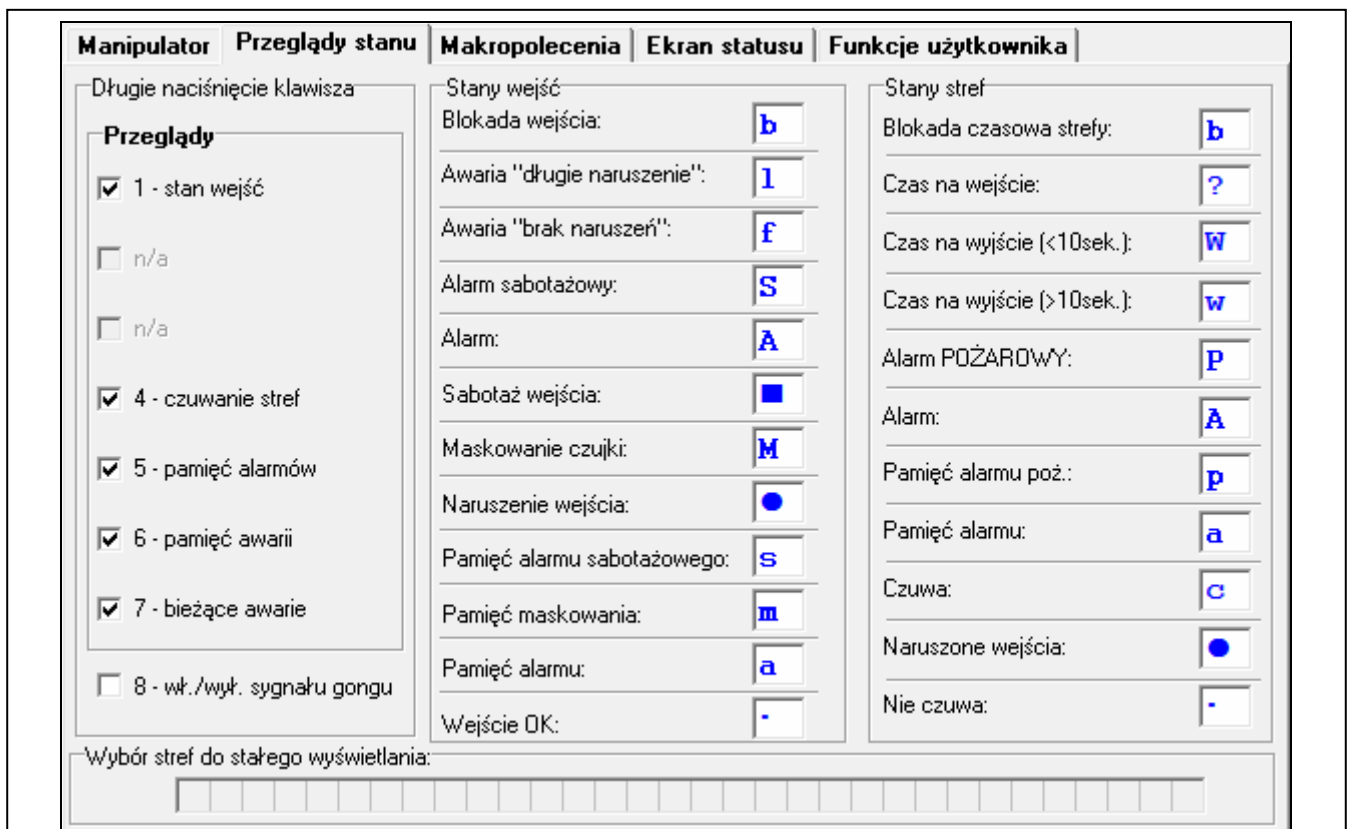 Manipulator Przeglądy stanu Makropolecenia Ekran statusu Funkcje użytkownika
Długie naciśnięcie klawisza
Przeglądy
1 - stan wejść
n/a
n/a
4 - czuwanie stref
5 - pamięć alarmów
6 - pamięć awarii
7 - bieżące awarie
8 - wł./wył. sygnału gongu
Stany wejść
Blokada wejścia: b
Awaria "długie naruszenie": l
Awaria "brak naruszeń": f
Alarm sabotażowy: S
Alarm: A
Sabotaż wejścia: ■
Maskowanie czujki: M
Naruszenie wejścia: ●
Pamięć alarmu sabotażowego: s
Pamięć maskowania: m
Pamięć alarmu: a
Wejście OK: -
Stany stref
Blokada czasowa strefy: b
Czas na wejście: ?
Czas na wyjście (<10sek.): W
Czas na wyjście (>10sek.): w
Alarm POŻAROWY: P
Alarm: A
Pamięć alarmu poż.: p
Pamięć alarmu: a
Czuwa: c
Naruszone wejścia: ●
Nie czuwa: -
Wybór stref do stałego wyświetlania: